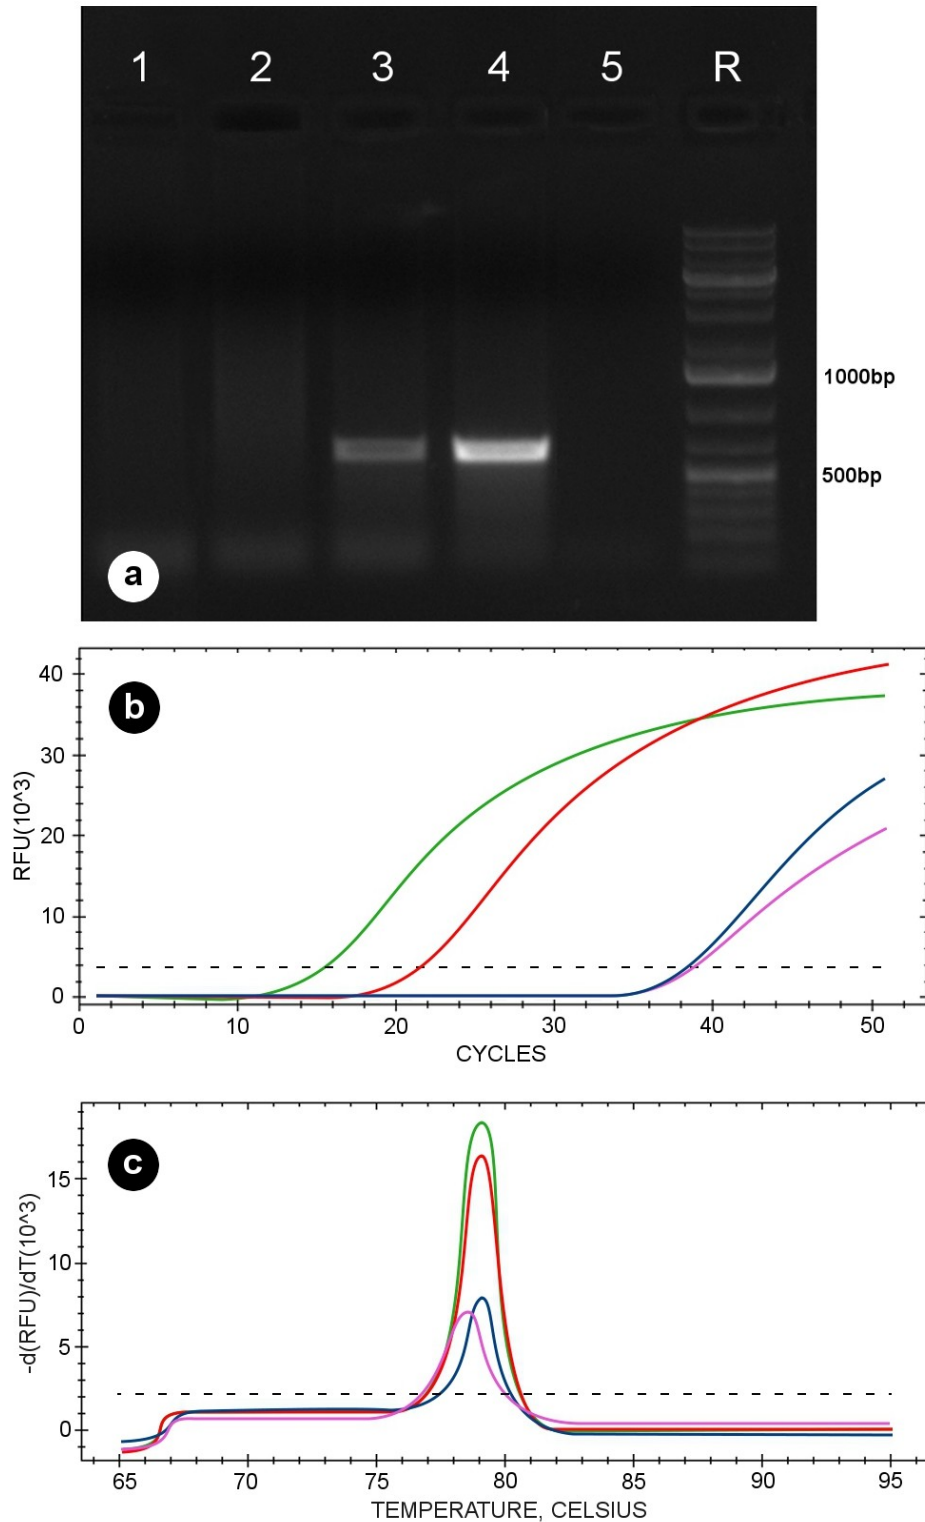 1 2 3 4 5 R
1000bp
500bp
a
40
b
30
20
10
0
RFU(10^3)
0 10 20 30 40 50
CYCLES
c
15
10
5
0
-d(RFU)/dT(10^3)
65 70 75 80 85 90 95
TEMPERATURE, CELSIUS